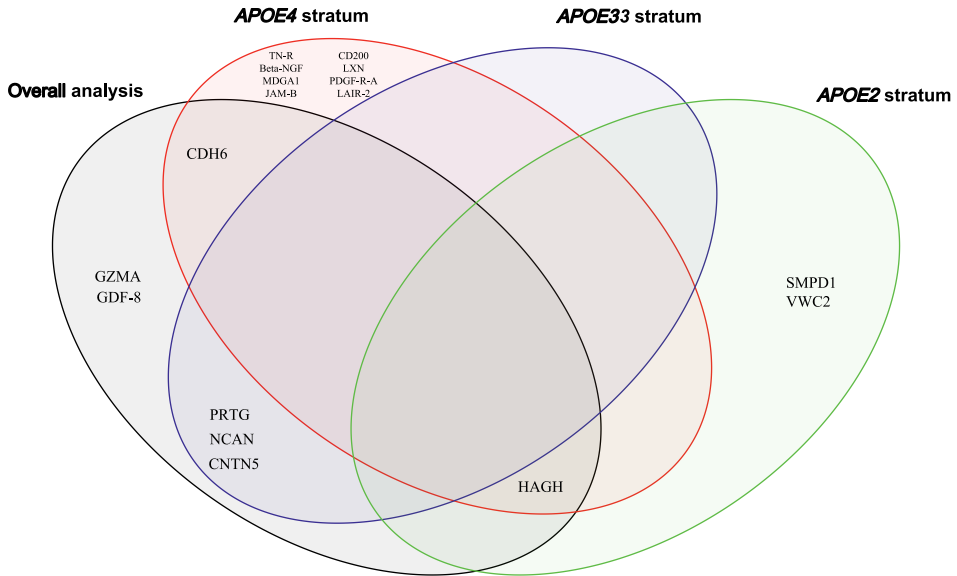 APOE4 stratum
APOE33 stratum
Overall analysis
APOE2 stratum
TN-R
Beta-NGF
MDGA1
JAM-B
CD200
LXN
PDGF-R-A
LAIR-2
CDH6
GZMA
GDF-8
SMPD1
VWC2
PRTG
NCAN
CNTN5
HAGH